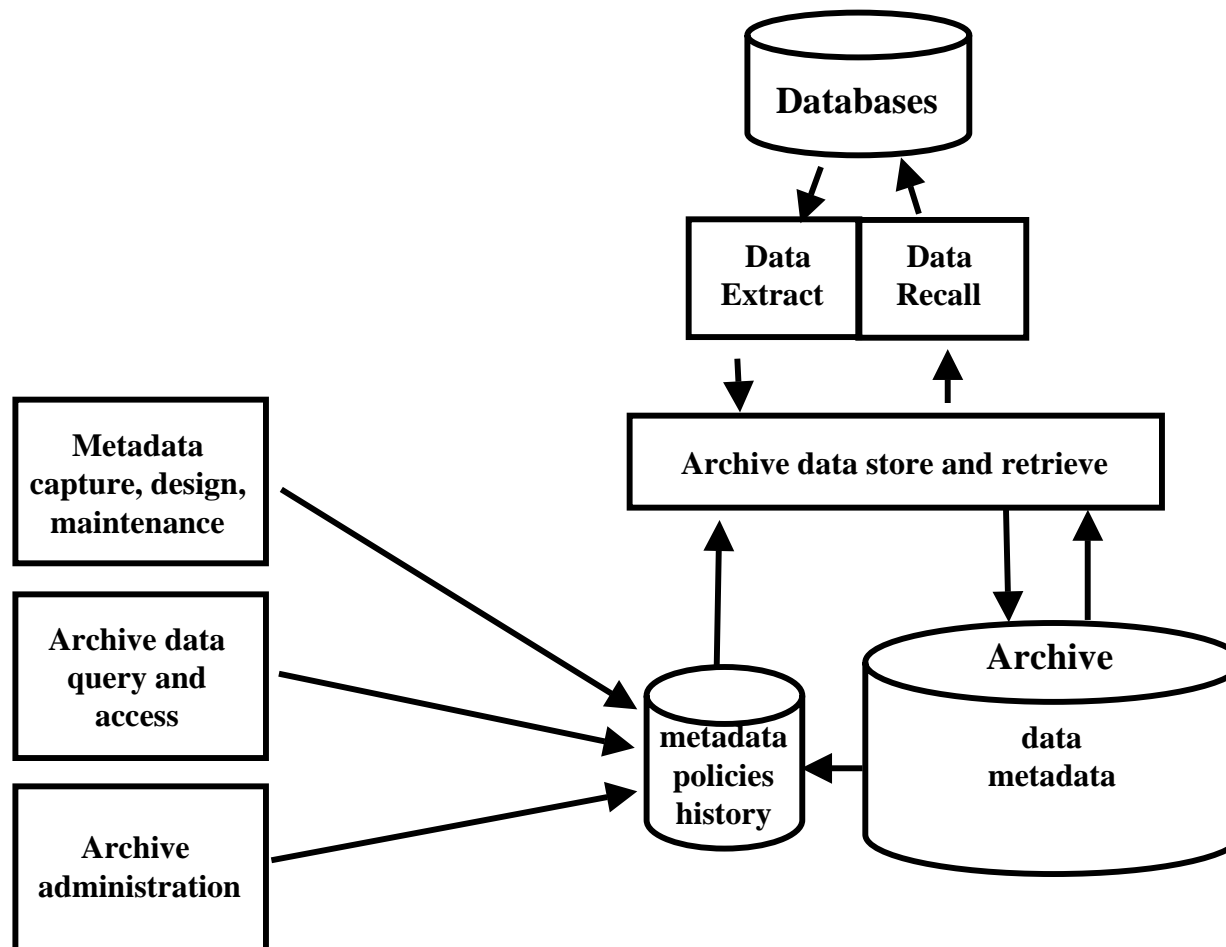 Databases
Data
Extract
Data
Recall
Archive data store and retrieve
Metadata
capture, design,
maintenance
Archive data
query and
access
Archive
administration
metadata
policies
history
Archive
data
metadata